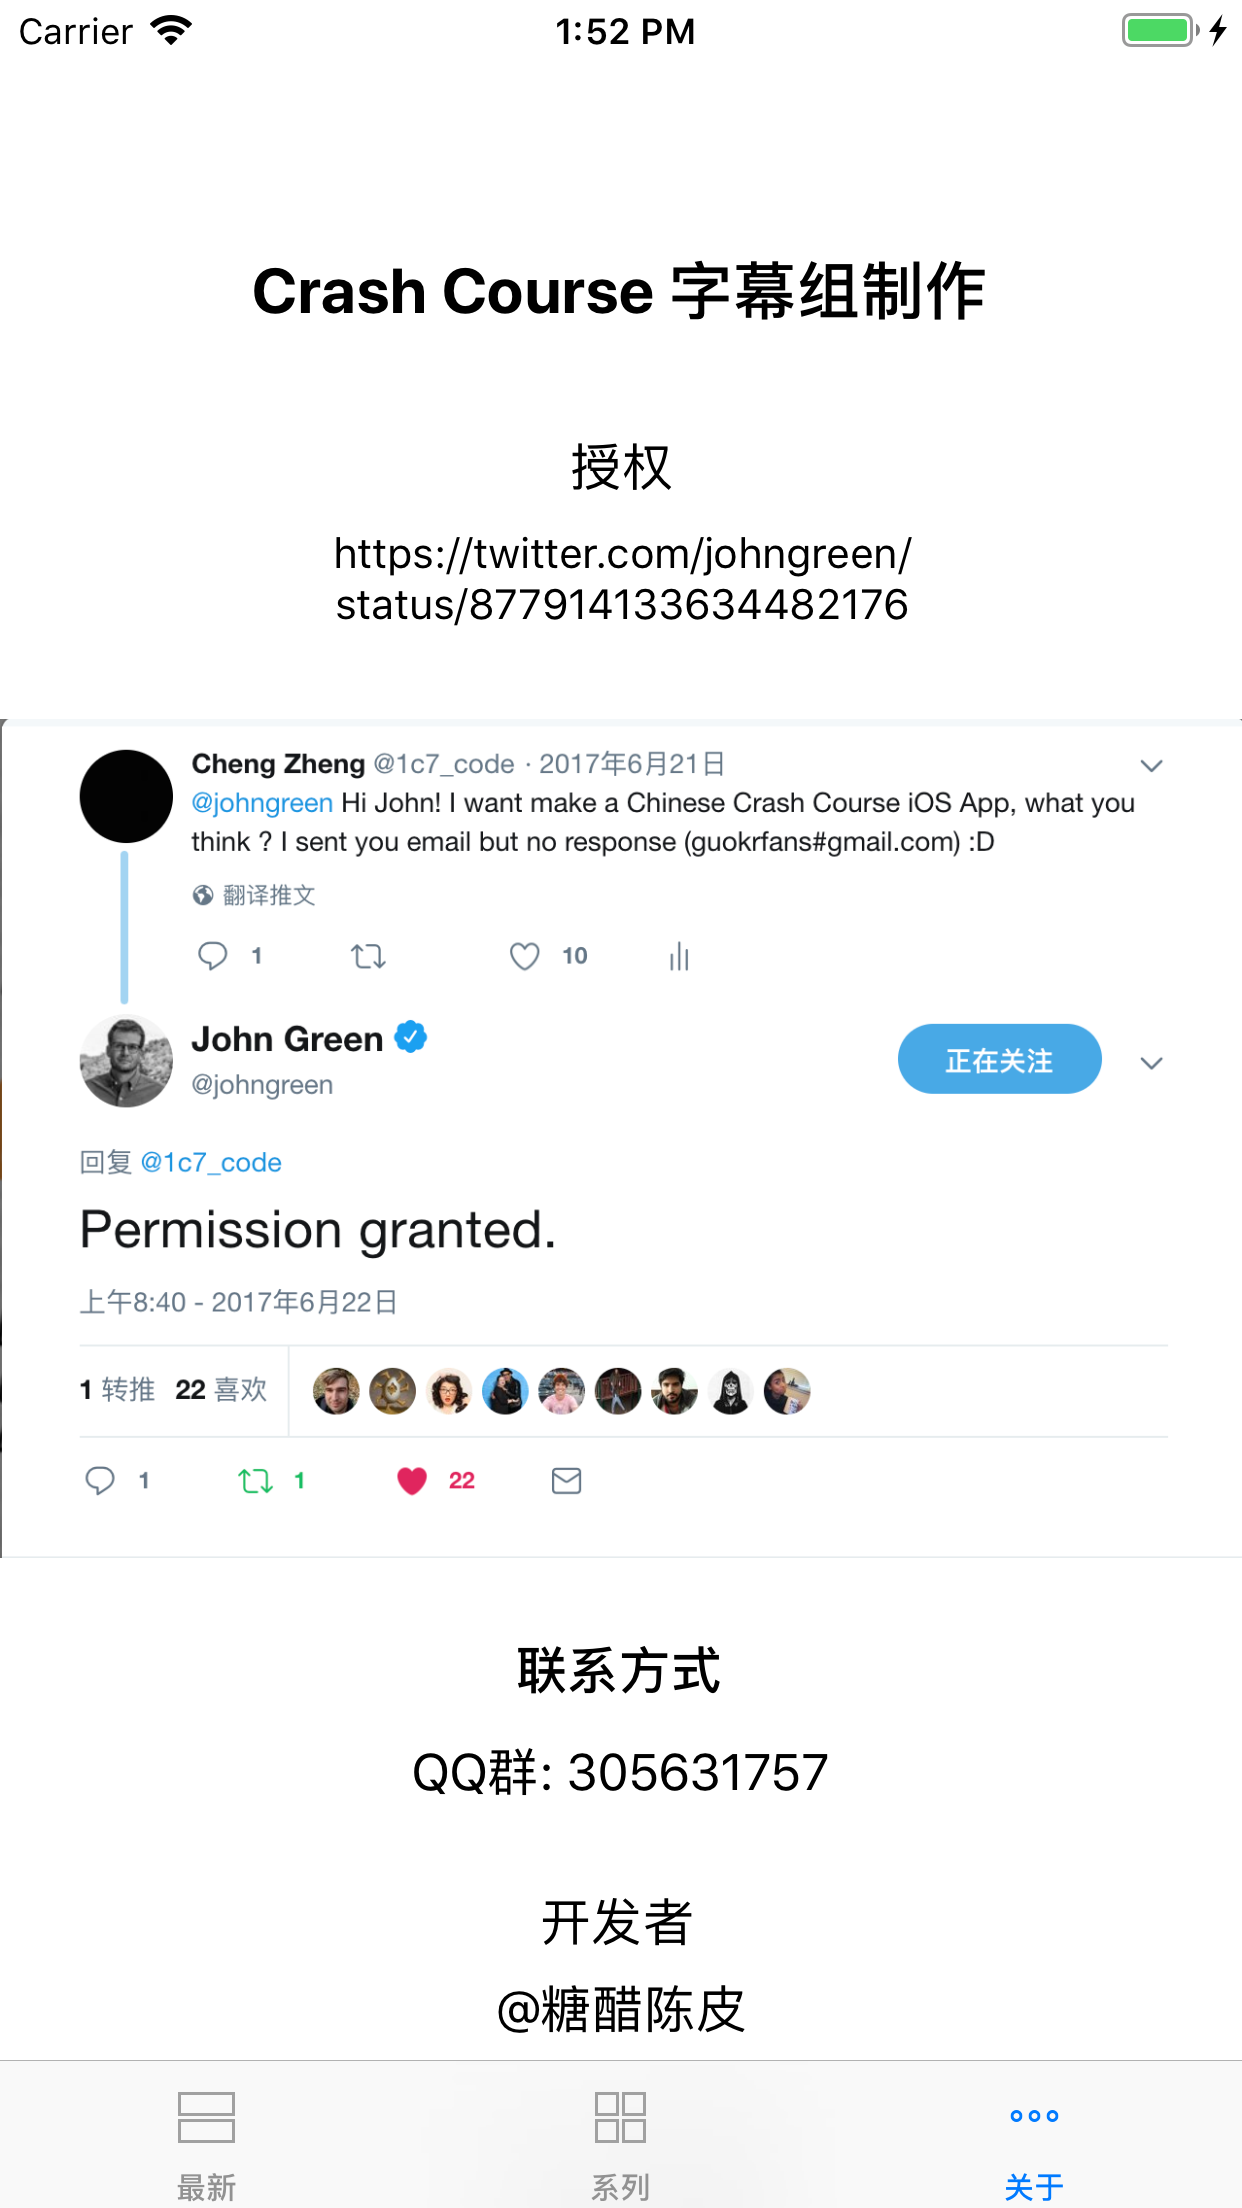 Carrier 1:52 PM
Crash Course 字幕组制作
授权
https://twitter.com/johngreen/
status/877914133634482176
Cheng Zheng @1c7_code · 2017年6月21日
@johngreen Hi John! I want make a Chinese Crash Course iOS App, what you
think ? I sent you email but no response (guokrfans#gmail.com) :D
翻译推文
1 10
John Green
@johngreen
正在关注
回复 @1c7_code
Permission granted.
上午8:40 - 2017年6月22日
1 转推 22 喜欢
1 1 22
联系方式
QQ群: 305631757
开发者
@糖醋陈皮
最新 系列 关于